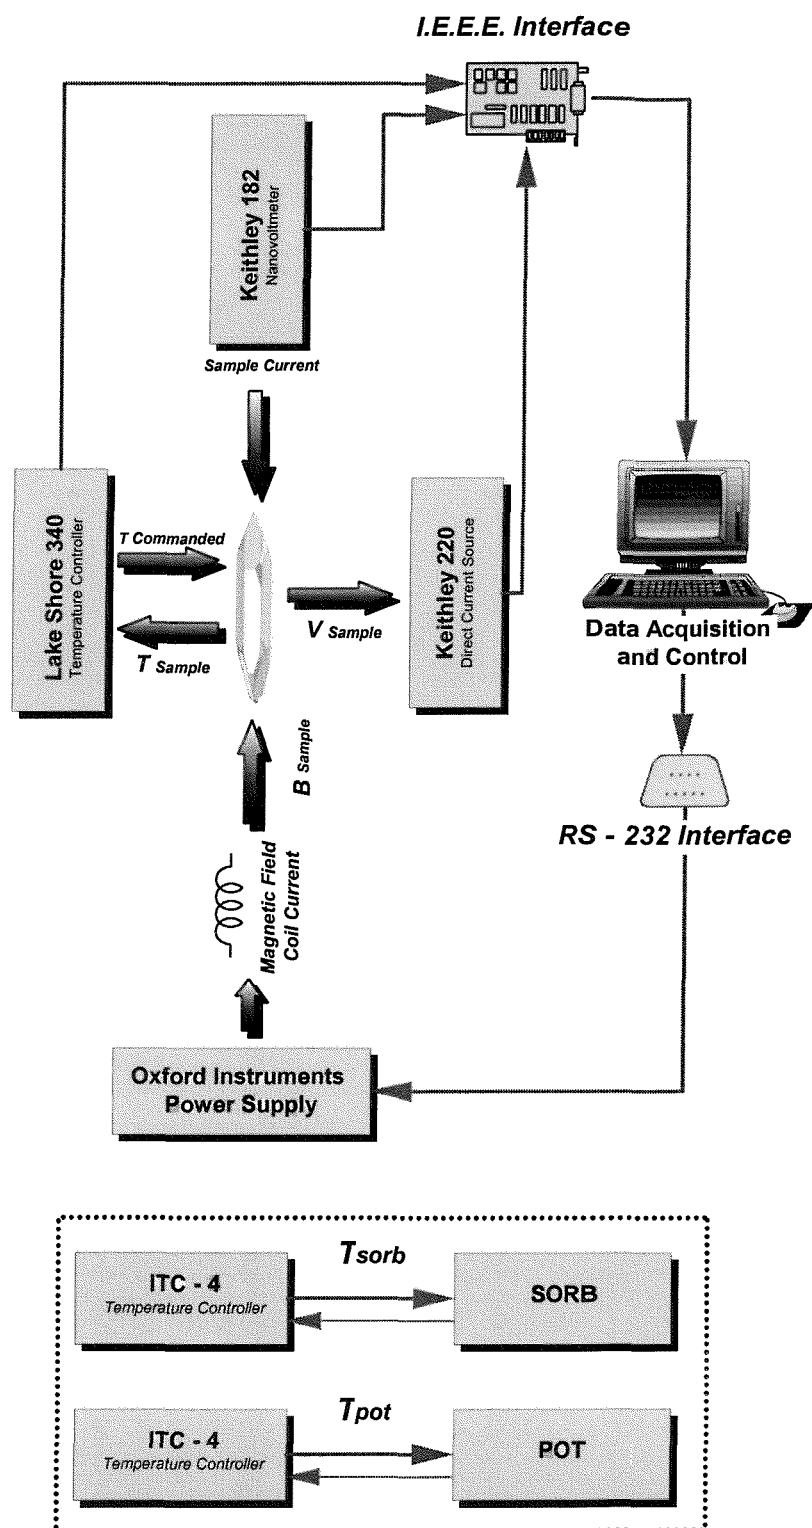 I.E.E.E. Interface
Keithley 182
Nanovoltmeter
Sample Current
Lake Shore 340
Temperature Controller
T Commanded
T Sample
V Sample
Keithley 220
Direct Current Source
Data Acquisition
and Control
B Sample
RS - 232 Interface
Magnetic Field
Coil Current
Oxford Instruments
Power Supply
Tsorb
ITC - 4
Temperature Controller
SORB
Tpot
ITC - 4
Temperature Controller
POT